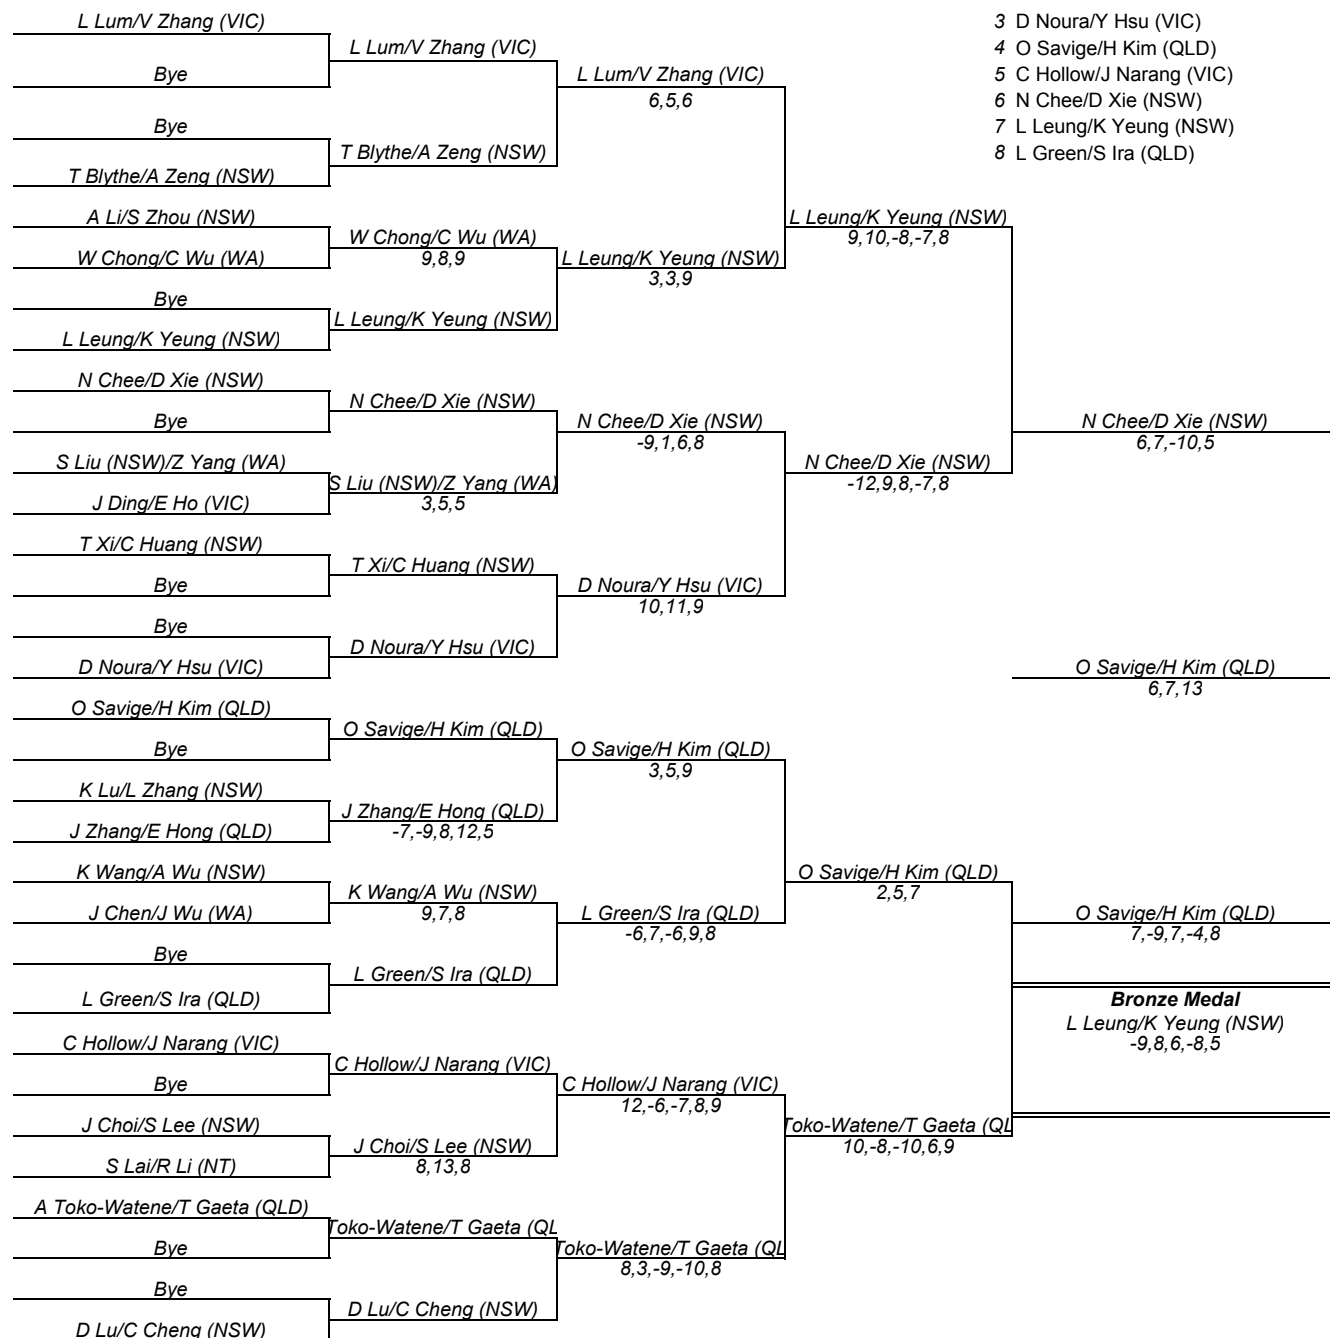 L Lum/V Zhang (VIC)
Bye
Bye
T Blythe/A Zeng (NSW)
A Li/S Zhou (NSW)
W Chong/C Wu (WA)
Bye
L Leung/K Yeung (NSW)
N Chee/D Xie (NSW)
Bye
S Liu (NSW)/Z Yang (WA)
J Ding/E Ho (VIC)
T Xi/C Huang (NSW)
Bye
Bye
D Noura/Y Hsu (VIC)
O Savige/H Kim (QLD)
Bye
K Lu/L Zhang (NSW)
J Zhang/E Hong (QLD)
K Wang/A Wu (NSW)
J Chen/J Wu (WA)
Bye
L Green/S Ira (QLD)
C Hollow/J Narang (VIC)
Bye
J Choi/S Lee (NSW)
S Lai/R Li (NT)
A Toko-Watene/T Gaeta (QLD)
Bye
Bye
D Lu/C Cheng (NSW)
L Lum/V Zhang (VIC)
T Blythe/A Zeng (NSW)
W Chong/C Wu (WA)
9,8,9
L Leung/K Yeung (NSW)
N Chee/D Xie (NSW)
S Liu (NSW)/Z Yang (WA)
3,5,5
T Xi/C Huang (NSW)
D Noura/Y Hsu (VIC)
O Savige/H Kim (QLD)
J Zhang/E Hong (QLD)
-7,-9,8,12,5
K Wang/A Wu (NSW)
9,7,8
L Green/S Ira (QLD)
C Hollow/J Narang (VIC)
J Choi/S Lee (NSW)
8,13,8
Toko-Watene/T Gaeta (QL
D Lu/C Cheng (NSW)
L Lum/V Zhang (VIC)
6,5,6
L Leung/K Yeung (NSW)
3,3,9
N Chee/D Xie (NSW)
-9,1,6,8
D Noura/Y Hsu (VIC)
10,11,9
O Savige/H Kim (QLD)
3,5,9
L Green/S Ira (QLD)
-6,7,-6,9,8
C Hollow/J Narang (VIC)
12,-6,-7,8,9
Toko-Watene/T Gaeta (QL
8,3,-9,-10,8
L Leung/K Yeung (NSW)
9,10,-8,-7,8
N Chee/D Xie (NSW)
-12,9,8,-7,8
O Savige/H Kim (QLD)
2,5,7
Toko-Watene/T Gaeta (QL
10,-8,-10,6,9
3 D Noura/Y Hsu (VIC)
4 O Savige/H Kim (QLD)
5 C Hollow/J Narang (VIC)
6 N Chee/D Xie (NSW)
7 L Leung/K Yeung (NSW)
8 L Green/S Ira (QLD)
N Chee/D Xie (NSW)
6,7,-10,5
O Savige/H Kim (QLD)
6,7,13
O Savige/H Kim (QLD)
7,-9,7,-4,8
Bronze Medal
L Leung/K Yeung (NSW)
-9,8,6,-8,5